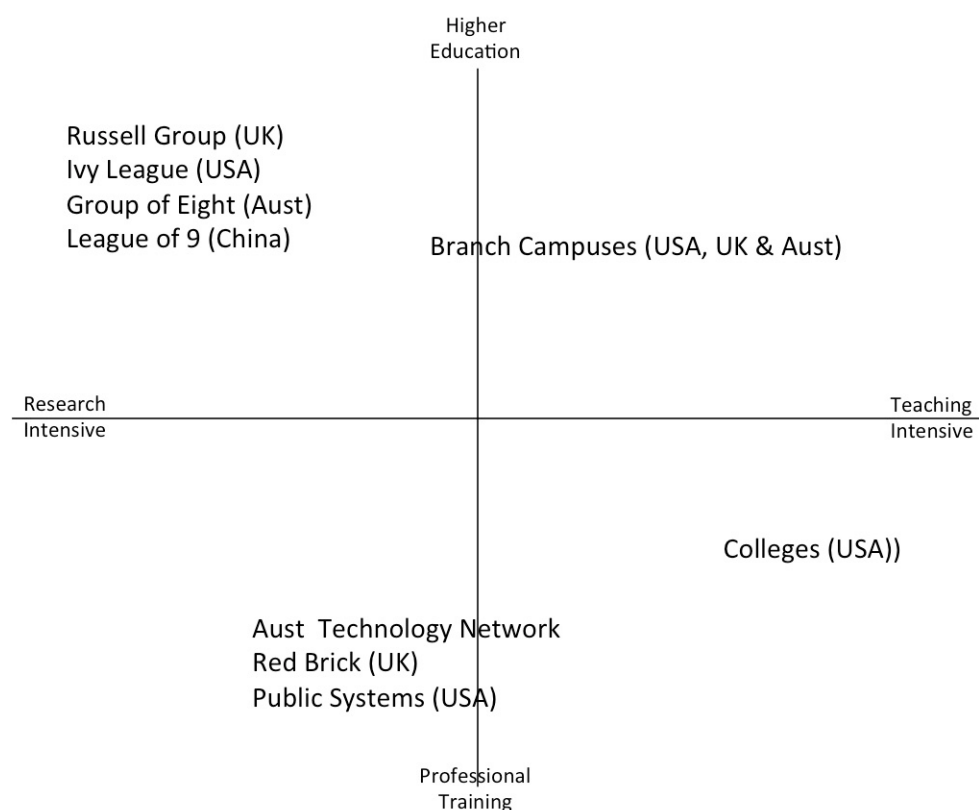 Higher
Education
Russell Group (UK)
Ivy League (USA)
Group of Eight (Aust)
League of 9 (China)
Branch Campuses (USA, UK & Aust)
Research
Intensive
Teaching
Intensive
Colleges (USA))
Aust  Technology Network
Red Brick (UK)
Public Systems (USA)
Professional
Training